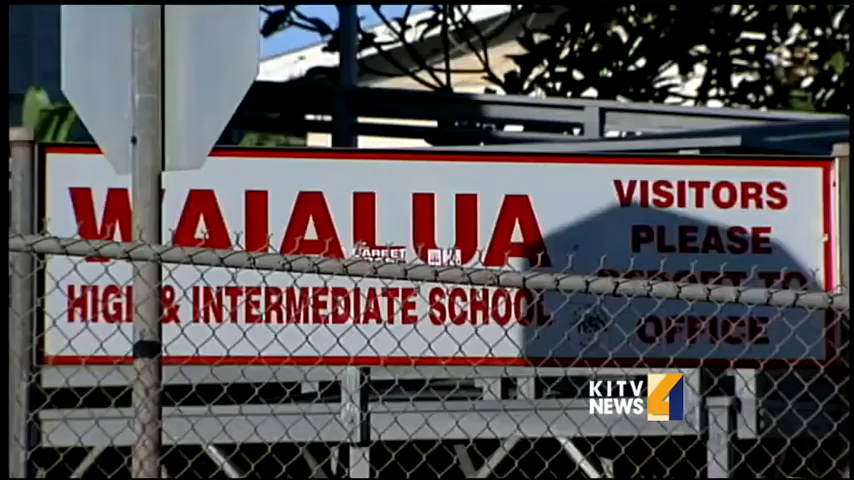 WAIALUA
HIGH & INTERMEDIATE SCHOOL
VISITORS
PLEASE
REPORT TO
OFFICE
KITV
NEWS 4